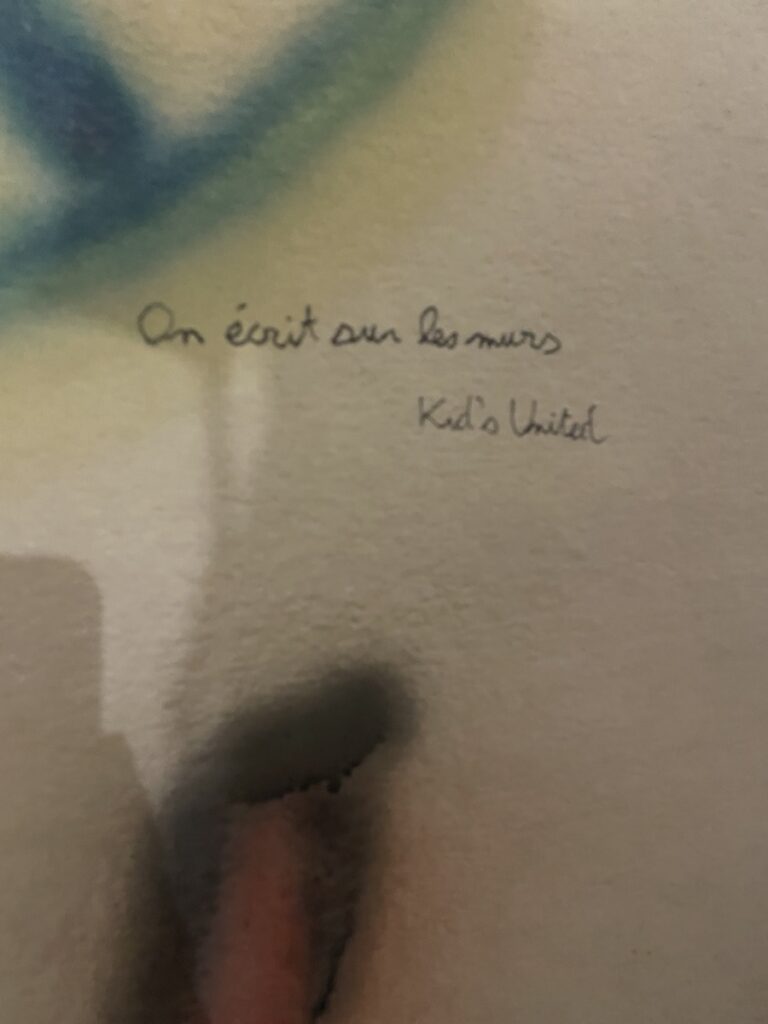 On écrit sur les murs
Kid's United